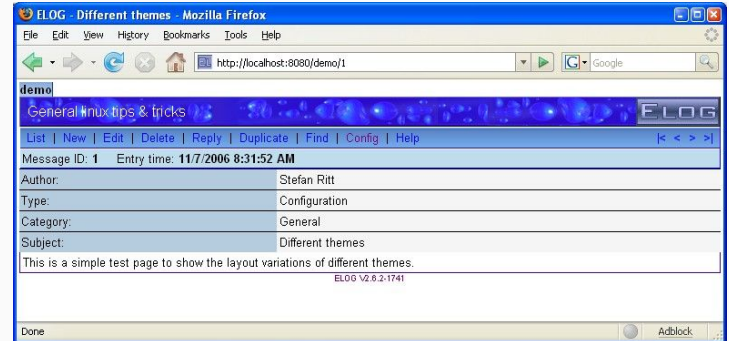 ELOG - Different themes - Mozilla Firefox
File Edit View History Bookmarks Tools Help
http://localhost:8080/demo/1 G Google
demo
General linux tips & tricks ELOG
List | New | Edit | Delete | Reply | Duplicate | Find | Config | Help |< < > >|
Message ID: 1 Entry time: 11/7/2006 8:31:52 AM
Author: Stefan Ritt
Type: Configuration
Category: General
Subject: Different themes
This is a simple test page to show the layout variations of different themes.
ELOG V2.6.2-1741
Done Adblock